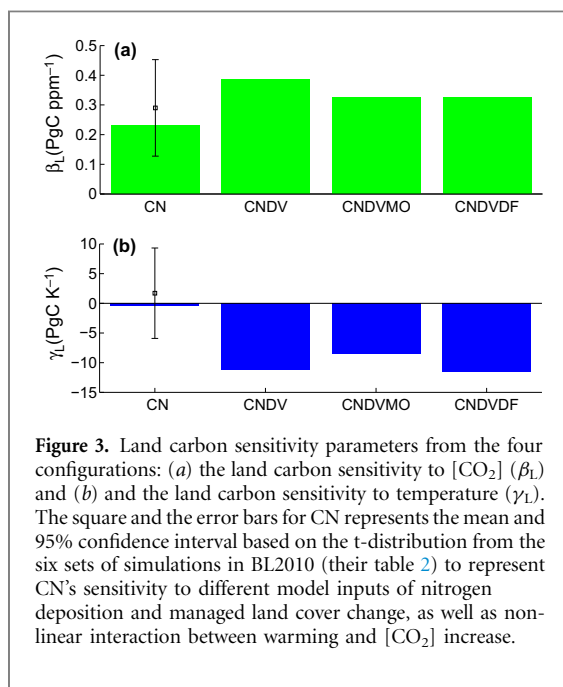 (a)
0.5
0.4
0.3
0.2
0.1
0
β_L(PgC ppm⁻¹)
CN CNDV CNDVMO CNDVDF
(b)
10
5
0
−5
−10
−15
γ_L(PgC K⁻¹)
CN CNDV CNDVMO CNDVDF
Figure 3. Land carbon sensitivity parameters from the four
configurations: (a) the land carbon sensitivity to [CO₂] (β_L)
and (b) and the land carbon sensitivity to temperature (γ_L).
The square and the error bars for CN represents the mean and
95% confidence interval based on the t-distribution from the
six sets of simulations in BL2010 (their table 2) to represent
CN's sensitivity to different model inputs of nitrogen
deposition and managed land cover change, as well as non-
linear interaction between warming and [CO₂] increase.